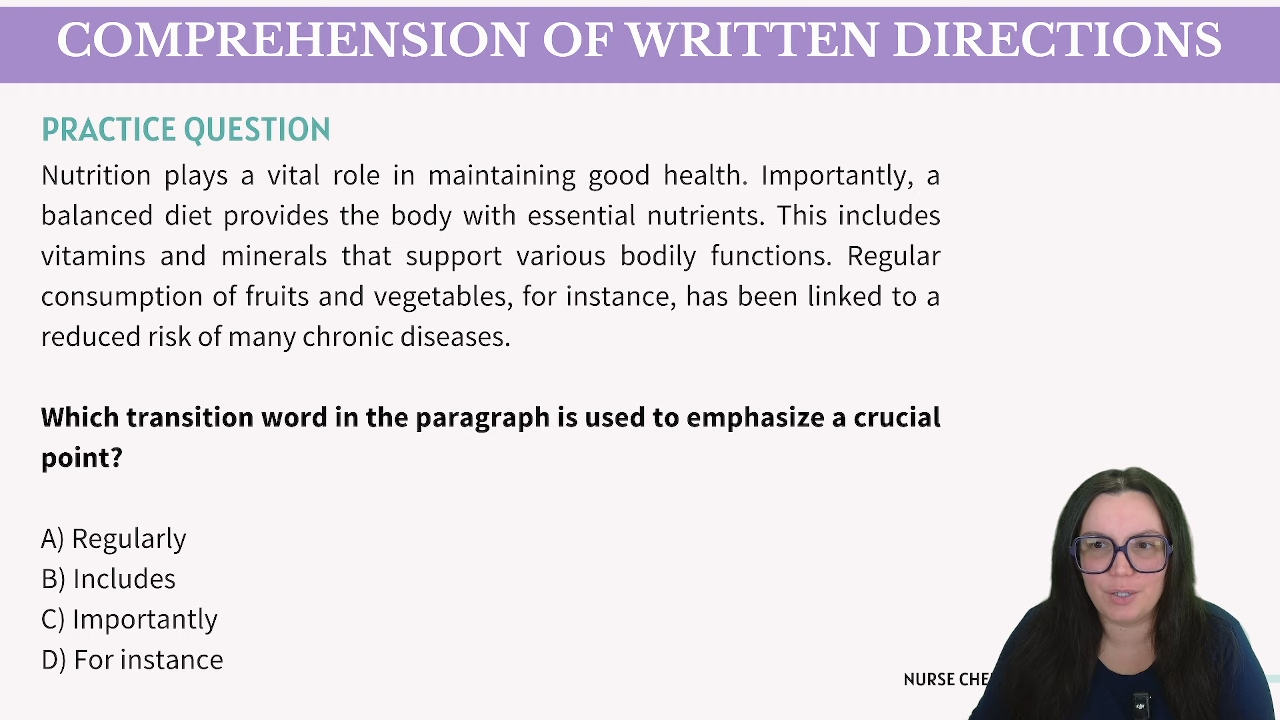 COMPREHENSION OF WRITTEN DIRECTIONS
PRACTICE QUESTION
Nutrition plays a vital role in maintaining good health. Importantly, a
balanced diet provides the body with essential nutrients. This includes
vitamins and minerals that support various bodily functions. Regular
consumption of fruits and vegetables, for instance, has been linked to a
reduced risk of many chronic diseases.
Which transition word in the paragraph is used to emphasize a crucial
point?
A) Regularly
B) Includes
C) Importantly
D) For instance
NURSE